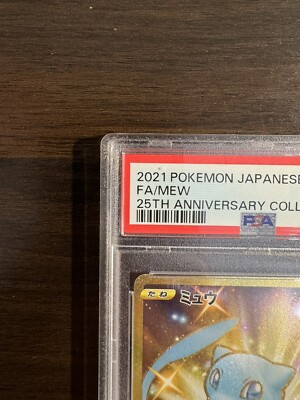 2021 POKEMON JAPANESE
FA/MEW
25TH ANNIVERSARY COLL
PSA
たね ミュウ